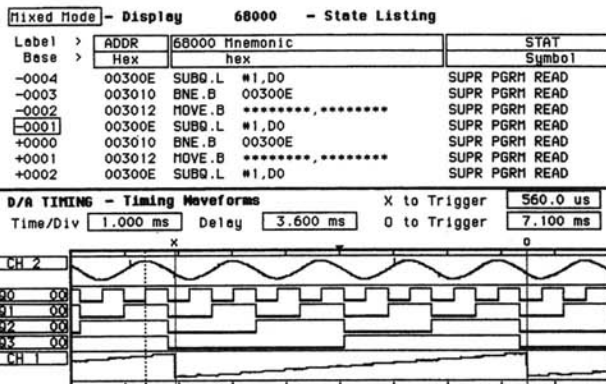 Mixed Mode - Display 68000 - State Listing
Label > ADDR 68000 Mnemonic STAT
Base > Hex hex Symbol
-0004 00300E SUBQ.L #1,D0 SUPR PGRM READ
-0003 003010 BNE.B 00300E SUPR PGRM READ
-0002 003012 MOVE.B ********,******** SUPR PGRM READ
-0001 00300E SUBQ.L #1,D0 SUPR PGRM READ
+0000 003010 BNE.B 00300E SUPR PGRM READ
+0001 003012 MOVE.B ********,******** SUPR PGRM READ
+0002 00300E SUBQ.L #1,D0 SUPR PGRM READ
D/A TIMING - Timing Waveforms X to Trigger 560.0 us
Time/Div 1.000 ms Delay 3.600 ms O to Trigger 7.100 ms
X O
CH 2
Q0 00
Q1 00
Q2 00
Q3 00
CH 1